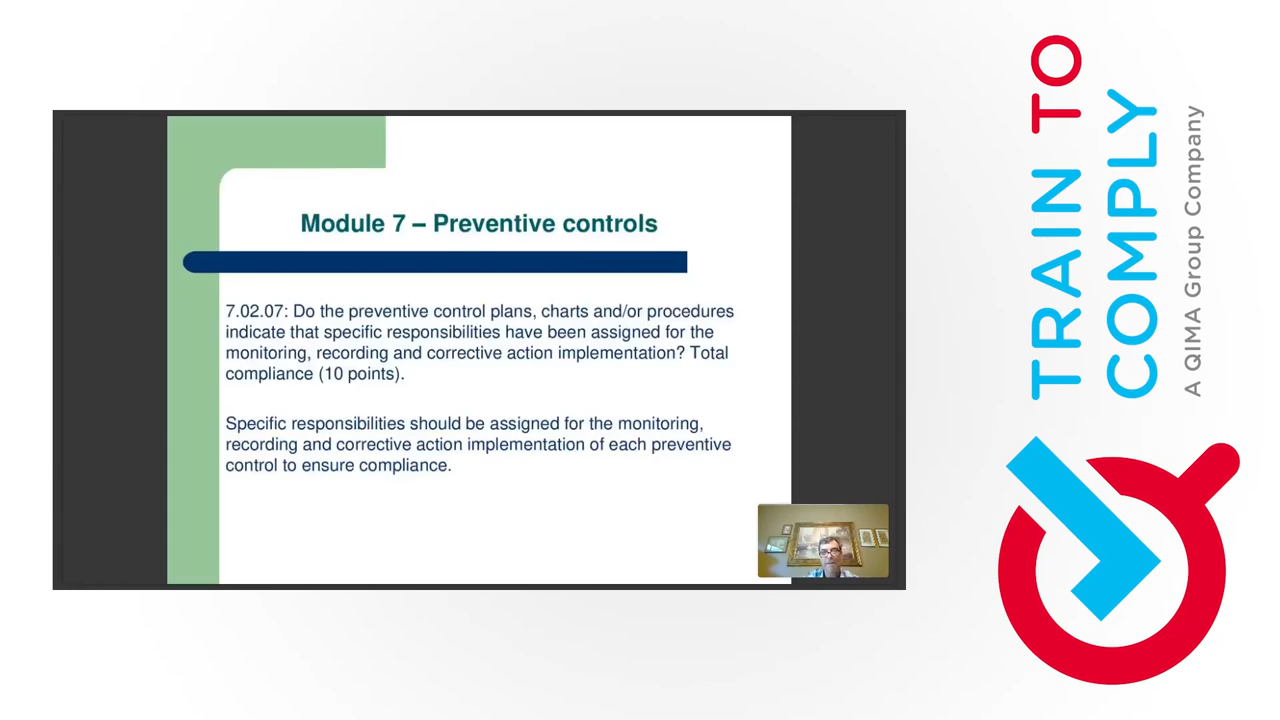 Module 7 – Preventive controls
7.02.07: Do the preventive control plans, charts and/or procedures
indicate that specific responsibilities have been assigned for the
monitoring, recording and corrective action implementation? Total
compliance (10 points).
Specific responsibilities should be assigned for the monitoring,
recording and corrective action implementation of each preventive
control to ensure compliance.
TRAIN TO
COMPLY
A QIMA Group Company